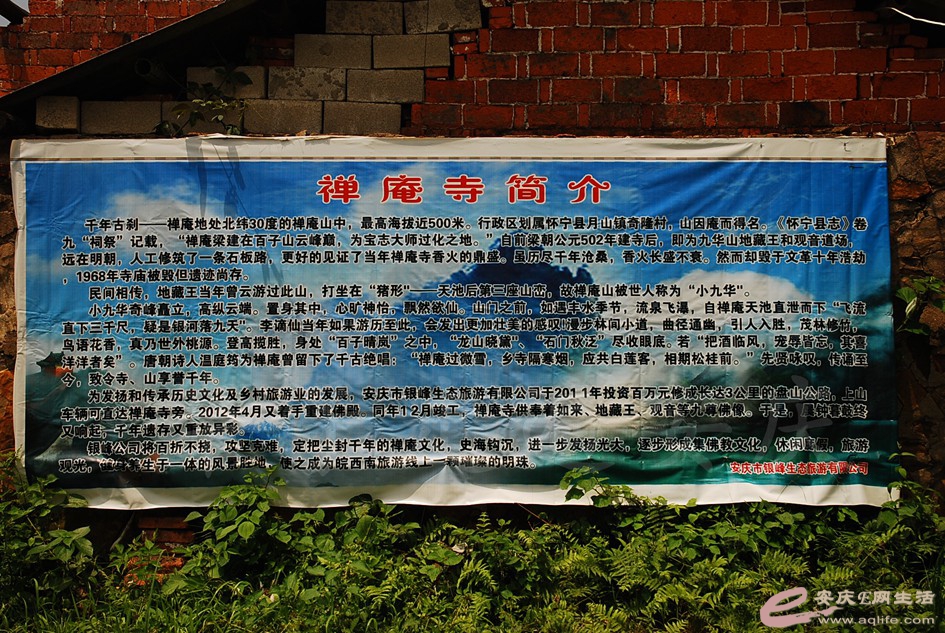 禅庵寺简介
千年古刹——禅庵地处北纬30度的禅庵山中，最高海拔近500米。行政区划属怀宁县月山镇奇隆村，山因庵而得名。《怀宁县志》卷
九“祠祭”记载，“禅庵梁建在百子山云峰巅，为宝志大师过化之地。”自前梁朝公元502年建寺后，即为九华山地藏王和观音道场，
远在明朝，人工修筑了一条石板路，更好的见证了当年禅庵寺香火的鼎盛。虽历尽千年沧桑，香火长盛不衰。然而却毁于文革十年浩劫
，1968年寺庙被毁但遗迹尚存。
民间相传，地藏王当年曾云游过此山，打坐在“猪形”——天池后第三座山峦，故禅庵山被世人称为“小九华”。
小九华奇峰矗立，高纵云端。置身其中，心旷神怡，飘然欲仙。山门之前，如遇丰水季节，流泉飞瀑，自禅庵天池直泄而下“飞流
直下三千尺，疑是银河落九天”。李谪仙当年如果游历至此，会发出更加壮美的感叹!漫步林间小道，曲径通幽，引人入胜，茂林修竹，
鸟语花香，真乃世外桃源。登高揽胜，身处“百子晴岚”之中，“龙山晓黛”、“石门秋泛”尽收眼底。若“把酒临风，宠辱皆忘，其喜
洋洋者矣”。唐朝诗人温庭筠为禅庵曾留下了千古绝唱：“禅庵过微雪，乡寺隔寒烟，应共白莲客，相期松桂前。”先贤咏叹，传诵至
今，致令寺、山享誉千年。
为发扬和传承历史文化及乡村旅游业的发展，安庆市银峰生态旅游有限公司于2011年投资百万元修成长达3公里的盘山公路，上山
车辆可直达禅庵寺旁。2012年4月又着手重建佛殿。同年12月竣工，禅庵寺供奉着如来、地藏王、观音等九尊佛像。于是，晨钟暮鼓终
又响起；千年遗存又重放异彩。
银峰公司将百折不挠，攻坚克难，定把尘封千年的禅庵文化，史海钩沉，进一步发扬光大，逐步形成集佛教文化，休闲度假，旅游
观光，健身养生于一体的风景胜地，使之成为皖西南旅游线上一颗璀璨的明珠。
安庆市银峰生态旅游有限公司
安庆E网生活
www.aqlife.com